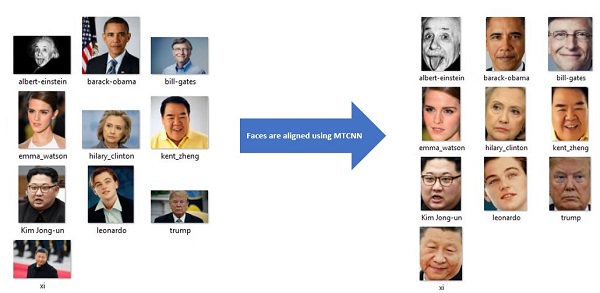 albert-einstein
barack-obama
bill-gates
emma_watson
hilary_clinton
kent_zheng
Kim Jong-un
leonardo
trump
xi
Faces are aligned using MTCNN
albert-einstein
barack-obama
bill-gates
emma_watson
hilary_clinton
kent_zheng
Kim Jong-un
leonardo
trump
xi